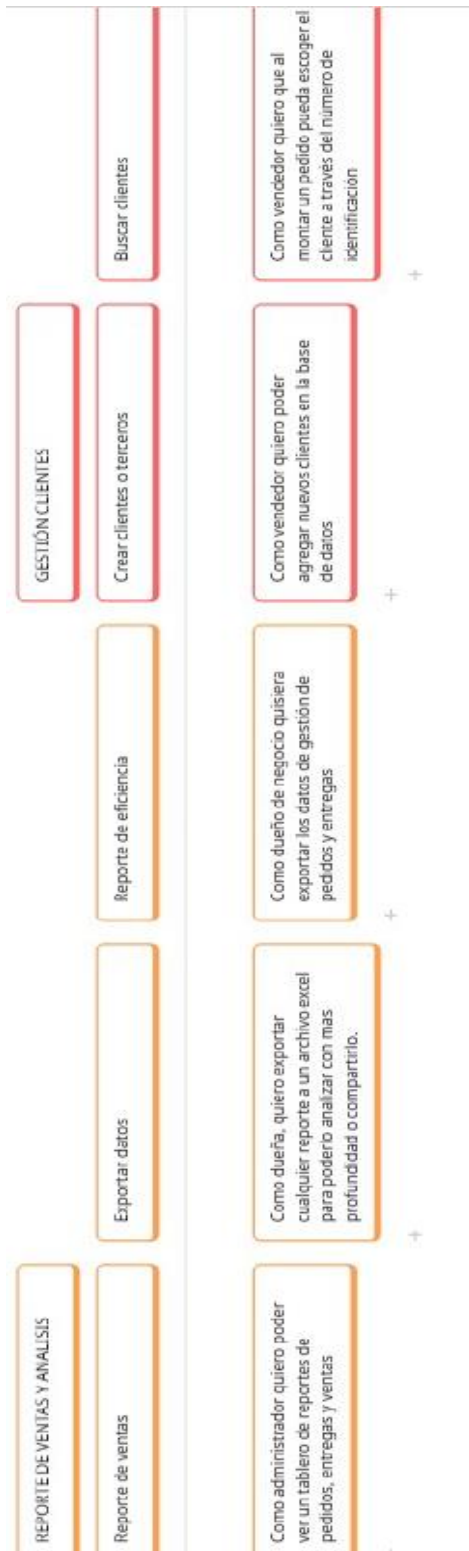 REPORTE DE VENTAS Y ANALISIS
GESTIÓN CLIENTES
Reporte de ventas
Exportar datos
Reporte de eficiencia
Crear clientes o terceros
Buscar clientes
Como administrador quiero poder
ver un tablero de reportes de
pedidos, entregas y ventas
Como dueña, quiero exportar
cualquier reporte a un archivo excel
para poderlo analizar con mas
profundidad o compartirlo.
Como dueño de negocio quisiera
exportar los datos de gestión de
pedidos y entregas
Como vendedor quiero poder
agregar nuevos clientes en la base
de datos
Como vendedor quiero que al
montar un pedido pueda escoger el
cliente a través del número de
identificación